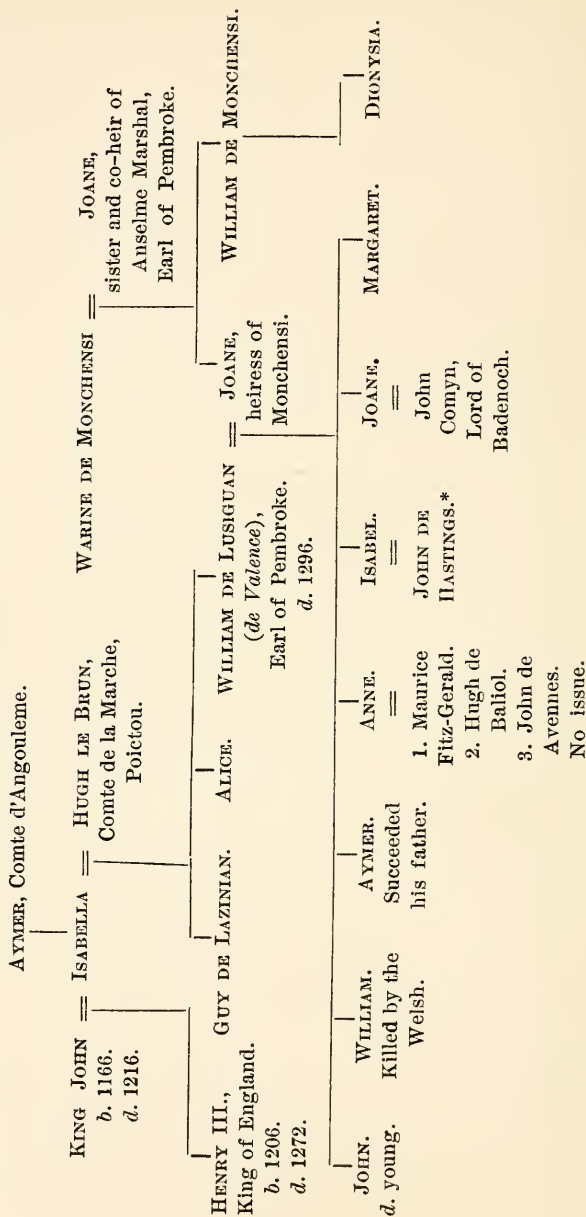 AYMER, Comte d'Angouleme.
KING JOHN = ISABELLA = HUGH LE BRUN,
b. 1166.
d. 1216.
Comte de la Marche,
Poictou.
WARINE DE MONCHENSI = JOANE,
sister and co-heir of
Anselme Marshal,
Earl of Pembroke.
HENRY III.,
King of England.
b. 1206.
d. 1272.
GUY DE LAZINIAN.
ALICE.
WILLIAM DE LUSIGUAN = JOANE,
(de Valence),
Earl of Pembroke.
d. 1296.
heiress of
Monchensi.
WILLIAM DE MONCHENSI.
JOHN.
d. young.
WILLIAM.
Killed by the
Welsh.
AYMER.
Succeeded
his father.
ANNE.
=
1. Maurice
Fitz-Gerald.
2. Hugh de
Baliol.
3. John de
Avennes.
No issue.
ISABEL.
=
JOHN DE
HASTINGS.*
JOANE.
=
John
Comyn,
Lord of
Badenoch.
MARGARET.
DIONYSIA.